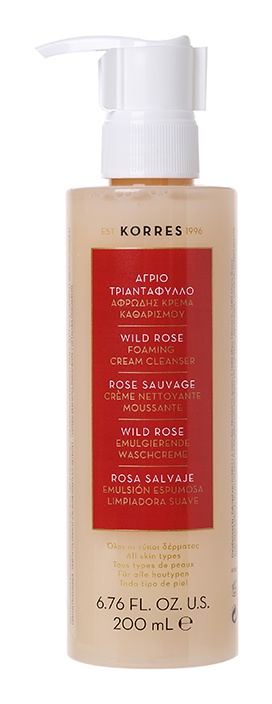 EST KORRES 1996
ΑΓΡΙΟ
ΤΡΙΑΝΤΑΦΥΛΛΟ
ΑΦΡΩΔΗΣ ΚΡΕΜΑ
ΚΑΘΑΡΙΣΜΟΥ
WILD ROSE
FOAMING
CREAM CLEANSER
ROSE SAUVAGE
CRÈME NETTOYANTE
MOUSSANTE
WILD ROSE
EMULGIERENDE
WASCHCREME
ROSA SALVAJE
EMULSIÓN ESPUMOSA
LIMPIADORA SUAVE
Όλοι οι τύποι δέρματος
All skin types
Tous types de peaux
Für alle hautypen
Todo tipo de piel
6.76 FL. OZ. U.S.
200 mL ℮